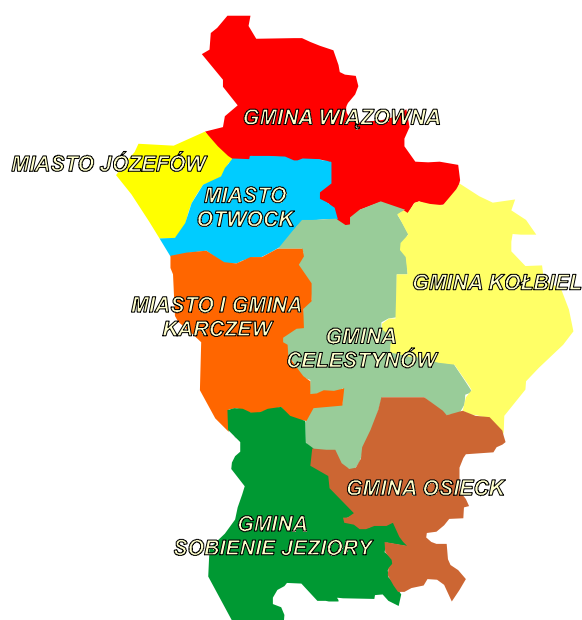 GMINA WIĄZOWNA
MIASTO JÓZEFÓW
MIASTO
OTWOCK
GMINA KOŁBIEL
MIASTO I GMINA
KARCZEW
GMINA
CELESTYNÓW
GMINA OSIECK
GMINA
SOBIENIE JEZIORY